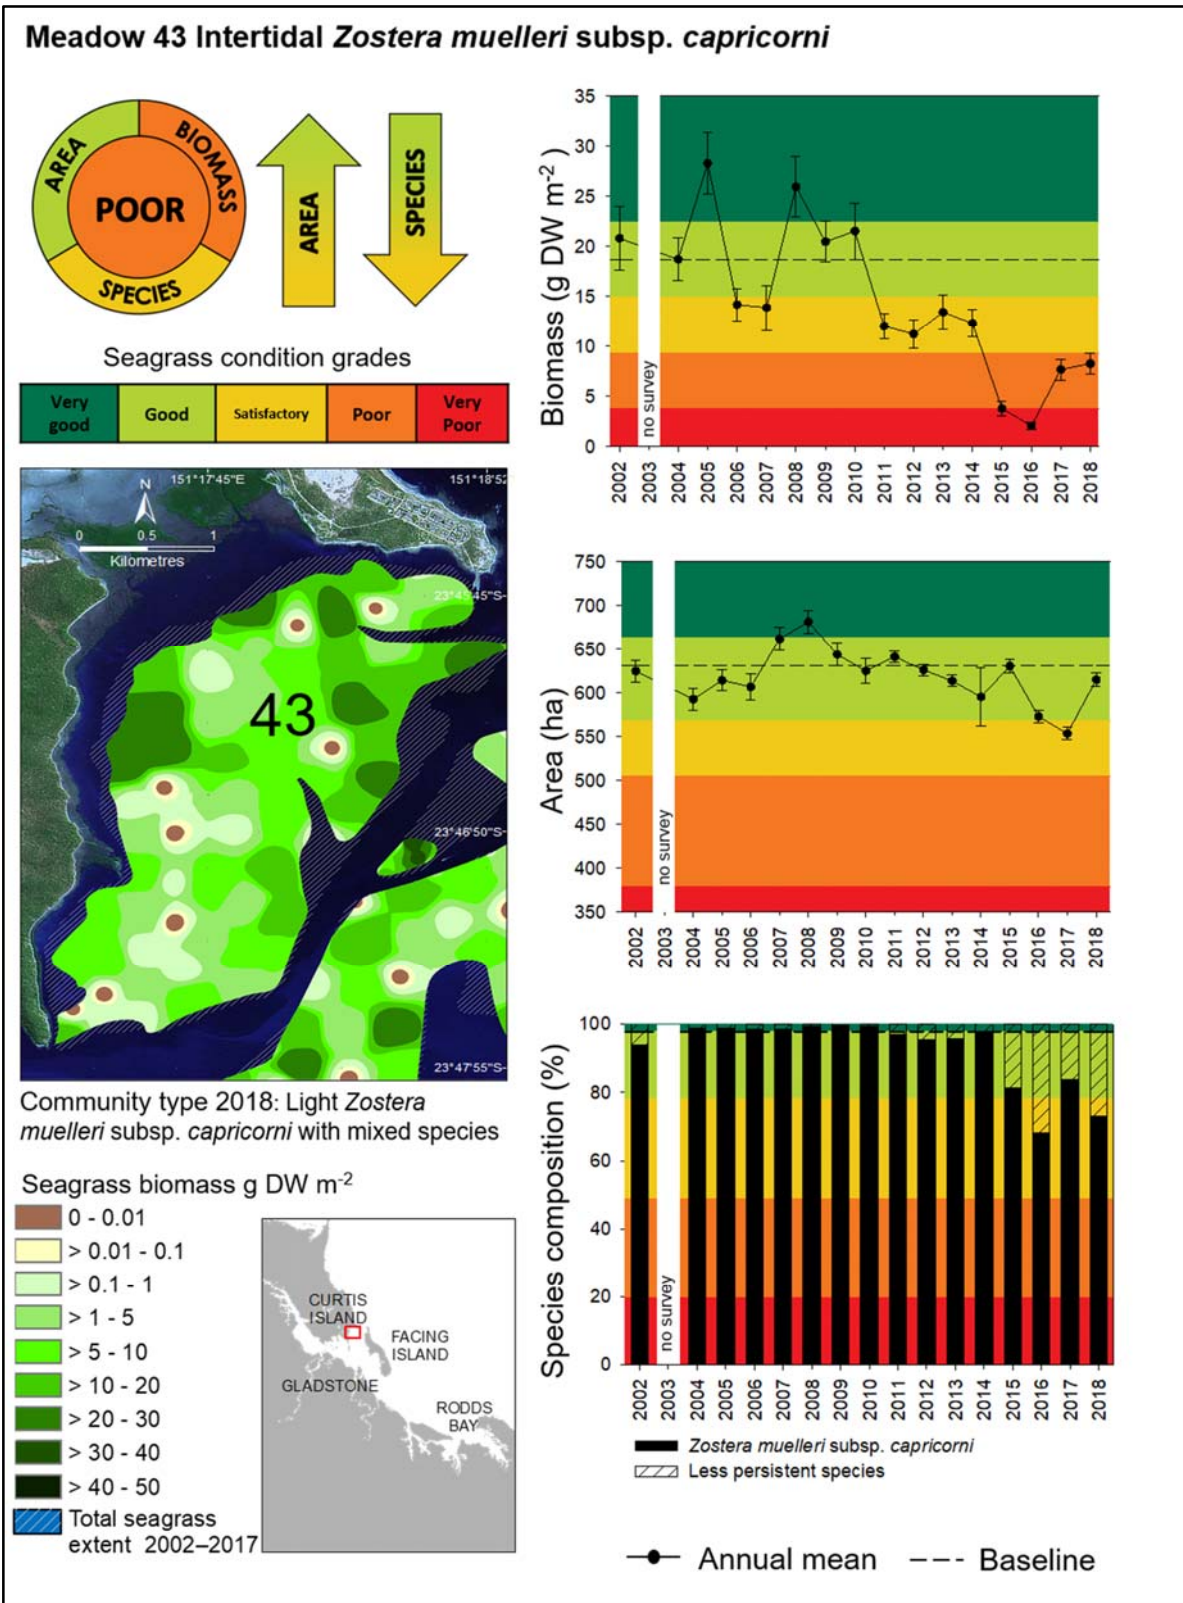 Meadow 43 Intertidal Zostera muelleri subsp. capricorni
AREA
BIOMASS
POOR
SPECIES
AREA
SPECIES
Seagrass condition grades
Very good
Good
Satisfactory
Poor
Very Poor
151°17'45"E
151°18'52
N
0 0.5 1
Kilometres
23°45'45"S
43
23°46'50"S
23°47'55"S
Community type 2018: Light Zostera
muelleri subsp. capricorni with mixed species
Seagrass biomass g DW m-2
0 - 0.01
> 0.01 - 0.1
> 0.1 - 1
> 1 - 5
> 5 - 10
> 10 - 20
> 20 - 30
> 30 - 40
> 40 - 50
Total seagrass
extent 2002–2017
CURTIS
ISLAND
FACING
ISLAND
GLADSTONE
RODDS
BAY
Biomass (g DW m-2 )
35
30
25
20
15
10
5
0
no survey
2002 2003 2004 2005 2006 2007 2008 2009 2010 2011 2012 2013 2014 2015 2016 2017 2018
Area (ha)
750
700
650
600
550
500
450
400
350
no survey
2002 2003 2004 2005 2006 2007 2008 2009 2010 2011 2012 2013 2014 2015 2016 2017 2018
Species composition (%)
100
80
60
40
20
0
no survey
2002 2003 2004 2005 2006 2007 2008 2009 2010 2011 2012 2013 2014 2015 2016 2017 2018
Zostera muelleri subsp. capricorni
Less persistent species
Annual mean
Baseline